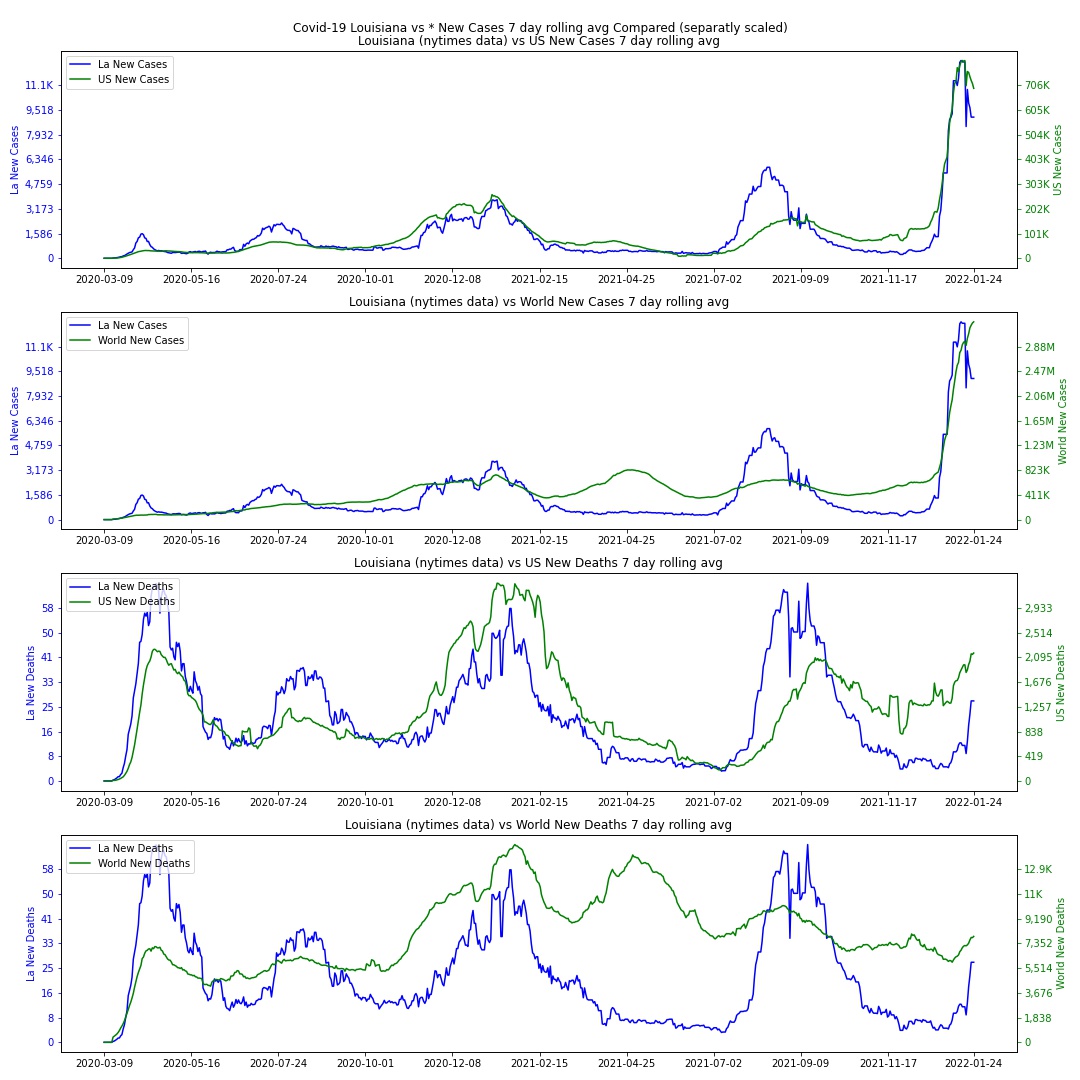 Covid-19 Louisiana vs * New Cases 7 day rolling avg Compared (separatly scaled)
Louisiana (nytimes data) vs US New Cases 7 day rolling avg
La New Cases
US New Cases
11.1K
9,518
7,932
6,346
4,759
3,173
1,586
0
La New Cases
706K
605K
504K
403K
303K
202K
101K
0
US New Cases
2020-03-09 2020-05-16 2020-07-24 2020-10-01 2020-12-08 2021-02-15 2021-04-25 2021-07-02 2021-09-09 2021-11-17 2022-01-24
Louisiana (nytimes data) vs World New Cases 7 day rolling avg
La New Cases
World New Cases
11.1K
9,518
7,932
6,346
4,759
3,173
1,586
0
La New Cases
2.88M
2.47M
2.06M
1.65M
1.23M
823K
411K
0
World New Cases
2020-03-09 2020-05-16 2020-07-24 2020-10-01 2020-12-08 2021-02-15 2021-04-25 2021-07-02 2021-09-09 2021-11-17 2022-01-24
Louisiana (nytimes data) vs US New Deaths 7 day rolling avg
La New Deaths
US New Deaths
58
50
41
33
25
16
8
0
La New Deaths
2,933
2,514
2,095
1,676
1,257
838
419
0
US New Deaths
2020-03-09 2020-05-16 2020-07-24 2020-10-01 2020-12-08 2021-02-15 2021-04-25 2021-07-02 2021-09-09 2021-11-17 2022-01-24
Louisiana (nytimes data) vs World New Deaths 7 day rolling avg
La New Deaths
World New Deaths
58
50
41
33
25
16
8
0
La New Deaths
12.9K
11K
9,190
7,352
5,514
3,676
1,838
0
World New Deaths
2020-03-09 2020-05-16 2020-07-24 2020-10-01 2020-12-08 2021-02-15 2021-04-25 2021-07-02 2021-09-09 2021-11-17 2022-01-24